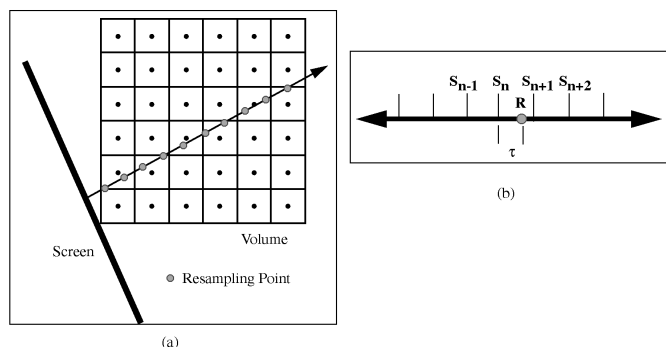 Screen
Volume
Resampling Point
(a)
Sn-1 Sn Sn+1 Sn+2
R
τ
(b)